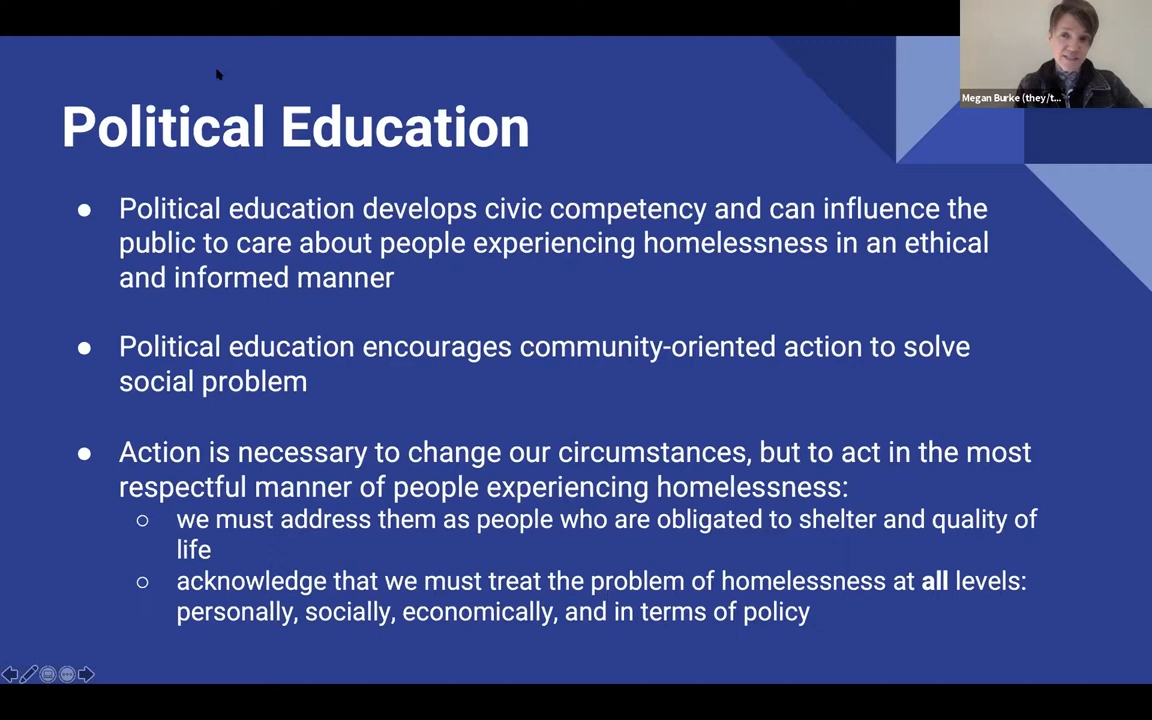 Megan Burke (they/t...
Political Education
● Political education develops civic competency and can influence the
public to care about people experiencing homelessness in an ethical
and informed manner
● Political education encourages community-oriented action to solve
social problem
● Action is necessary to change our circumstances, but to act in the most
respectful manner of people experiencing homelessness:
○ we must address them as people who are obligated to shelter and quality of
life
○ acknowledge that we must treat the problem of homelessness at all levels:
personally, socially, economically, and in terms of policy